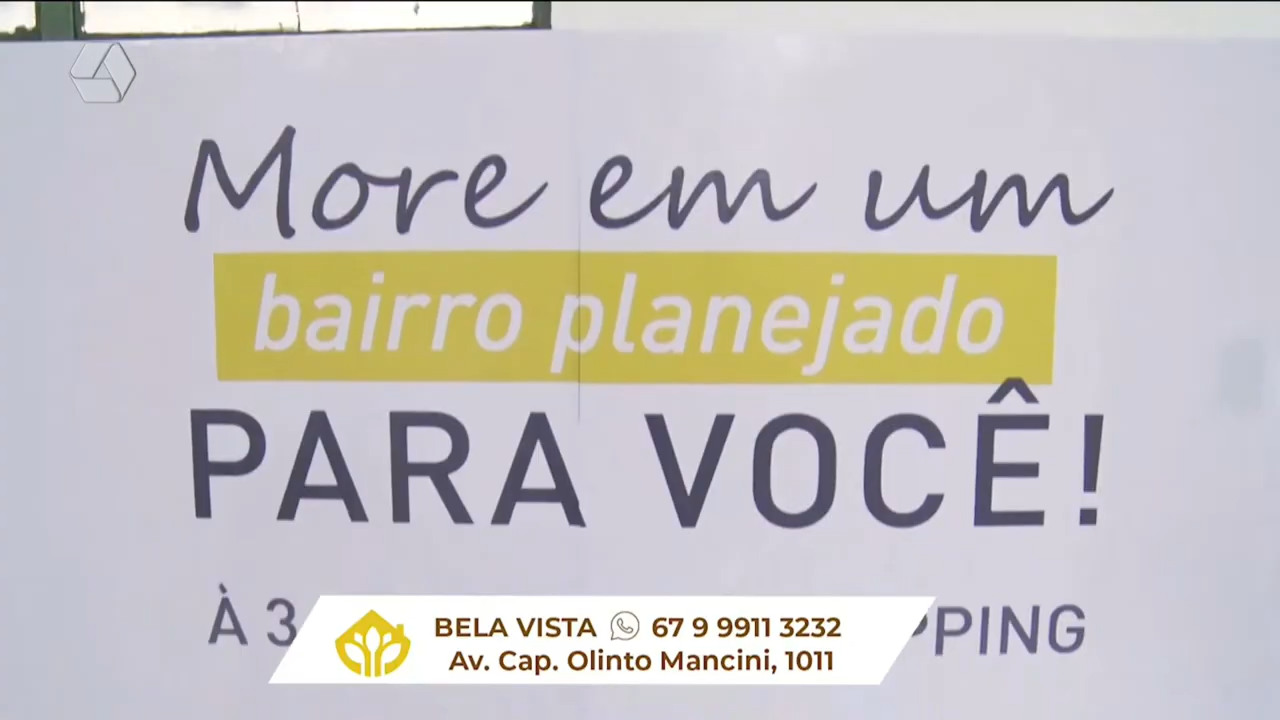 More em um
bairro planejado
PARA VOCÊ!
À 3
BELA VISTA 67 9 9911 3232
Av. Cap. Olinto Mancini, 1011